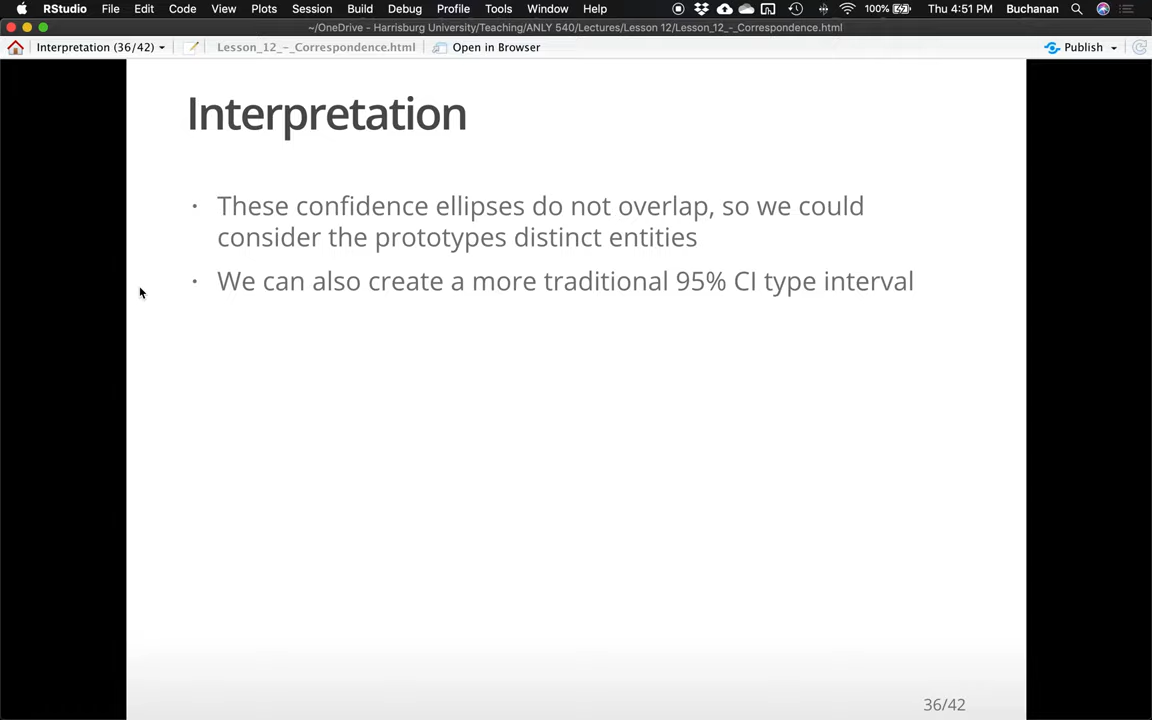 RStudio File Edit Code View Plots Session Build Debug Profile Tools Window Help 100% Thu 4:51 PM Buchanan
~/OneDrive - Harrisburg University/Teaching/ANLY 540/Lectures/Lesson 12/Lesson_12_-_Correspondence.html
Interpretation (36/42) Lesson_12_-_Correspondence.html Open in Browser Publish
Interpretation
· These confidence ellipses do not overlap, so we could
consider the prototypes distinct entities
· We can also create a more traditional 95% CI type interval
36/42